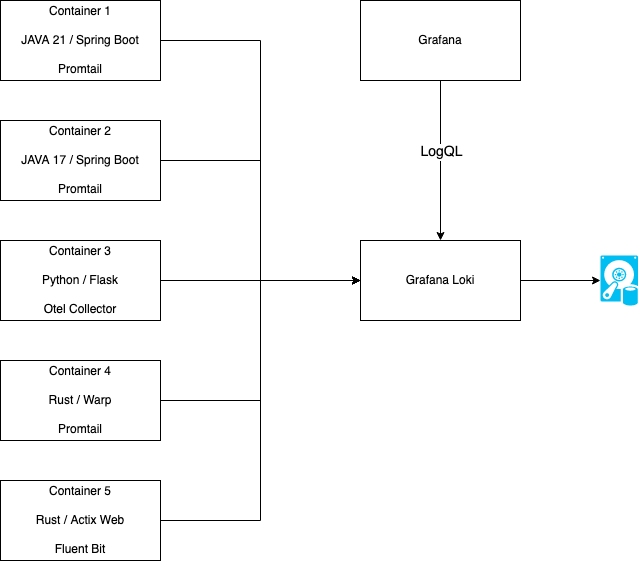 Container 1
JAVA 21 / Spring Boot
Promtail
Grafana
Container 2
JAVA 17 / Spring Boot
Promtail
LogQL
Container 3
Python / Flask
Otel Collector
Grafana Loki
Container 4
Rust / Warp
Promtail
Container 5
Rust / Actix Web
Fluent Bit